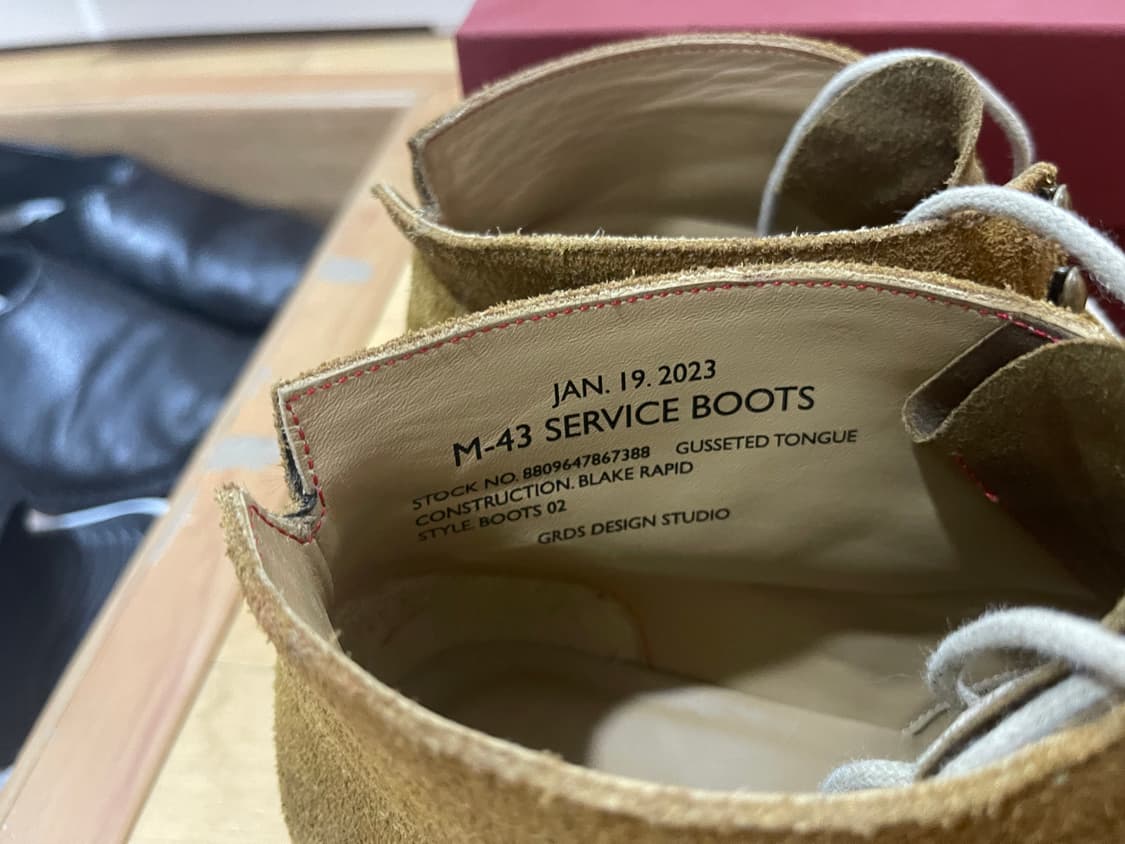 JAN. 19. 2023
M-43 SERVICE BOOTS
STOCK NO. 8809647867388 GUSSETED TONGUE
CONSTRUCTION. BLAKE RAPID
STYLE. BOOTS 02
GRDS DESIGN STUDIO